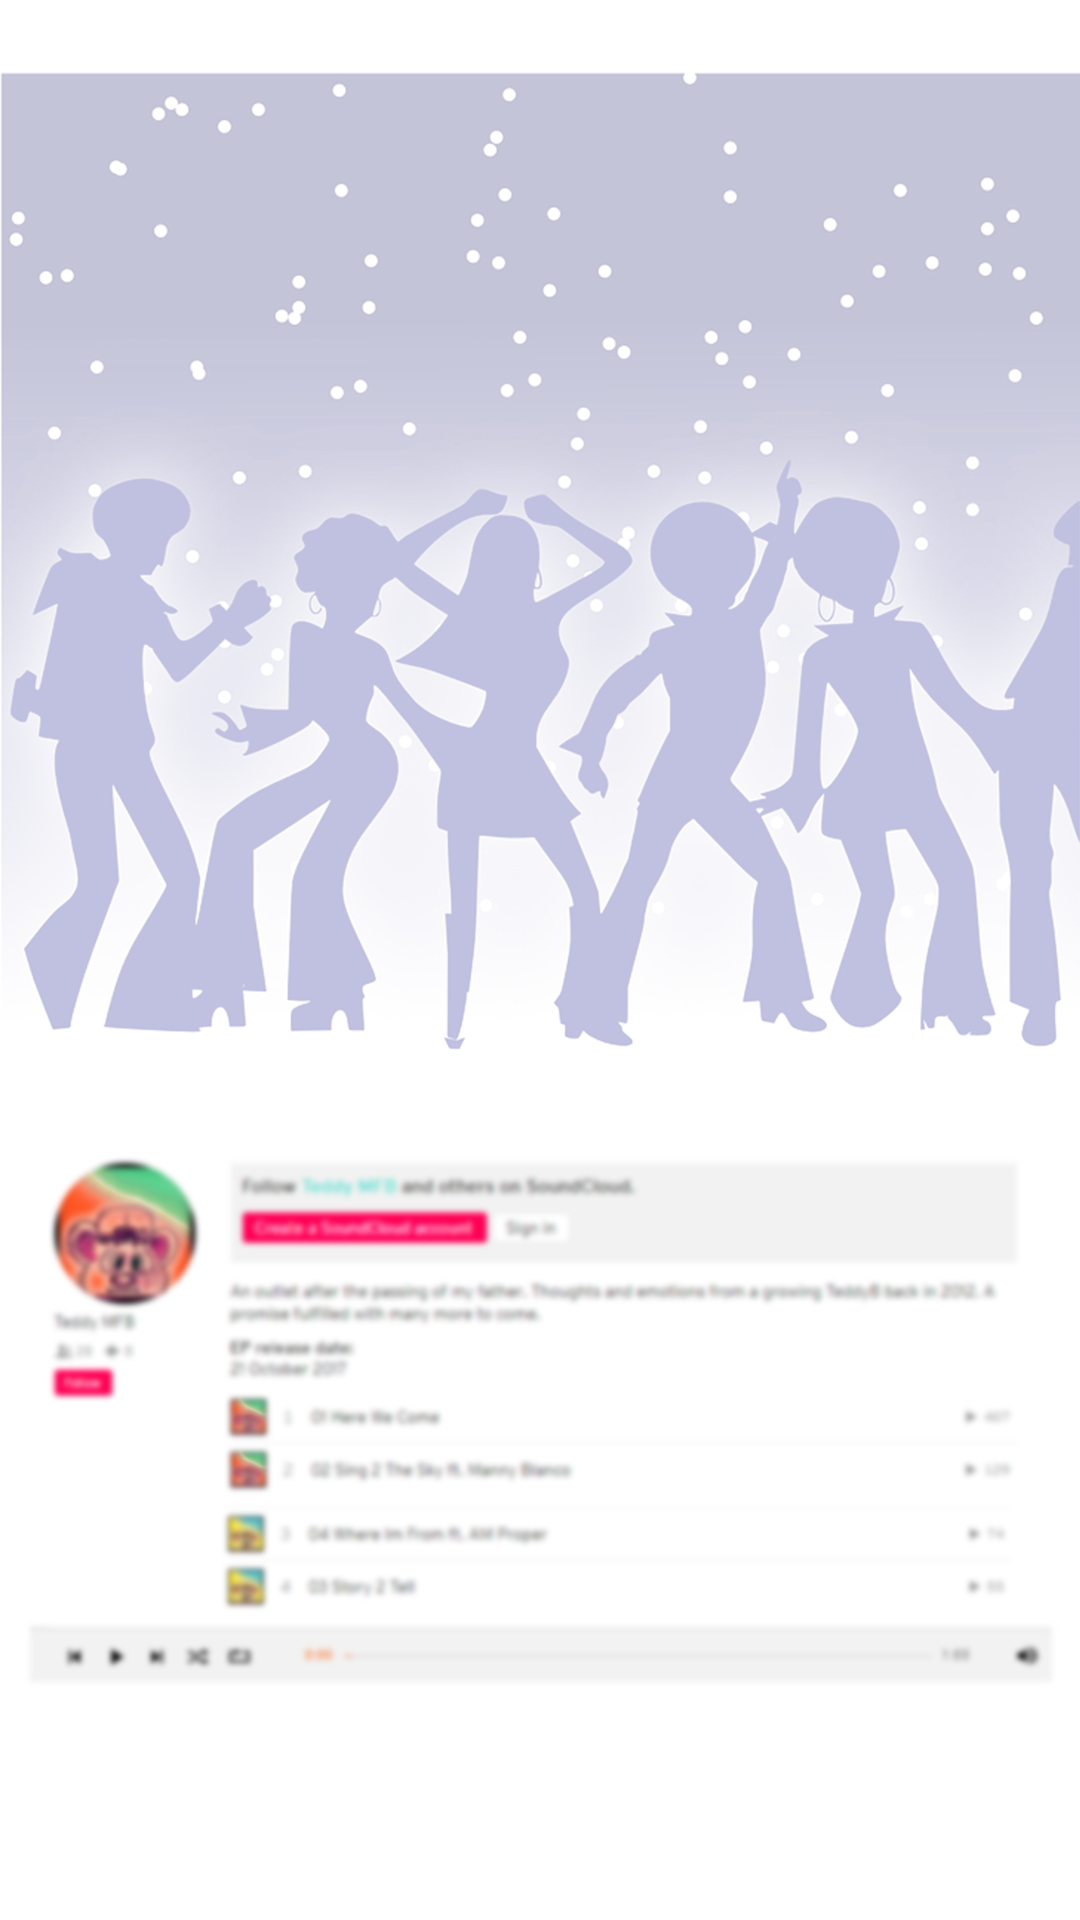 Follow Teddy MFB and others on SoundCloud.
Create a SoundCloud account Sign in
An outlet after the passing of my father. Thoughts and emotions from a growing TeddyB back in 2012. A
promise fulfilled with many more to come.
Teddy MFB
EP release date:
21 October 2017
Follow
1 01 Here We Come
2 02 Sing 2 The Sky ft. Manny Blanco
3 04 Where Im From ft. AM Proper
4 03 Story 2 Tell
0:00